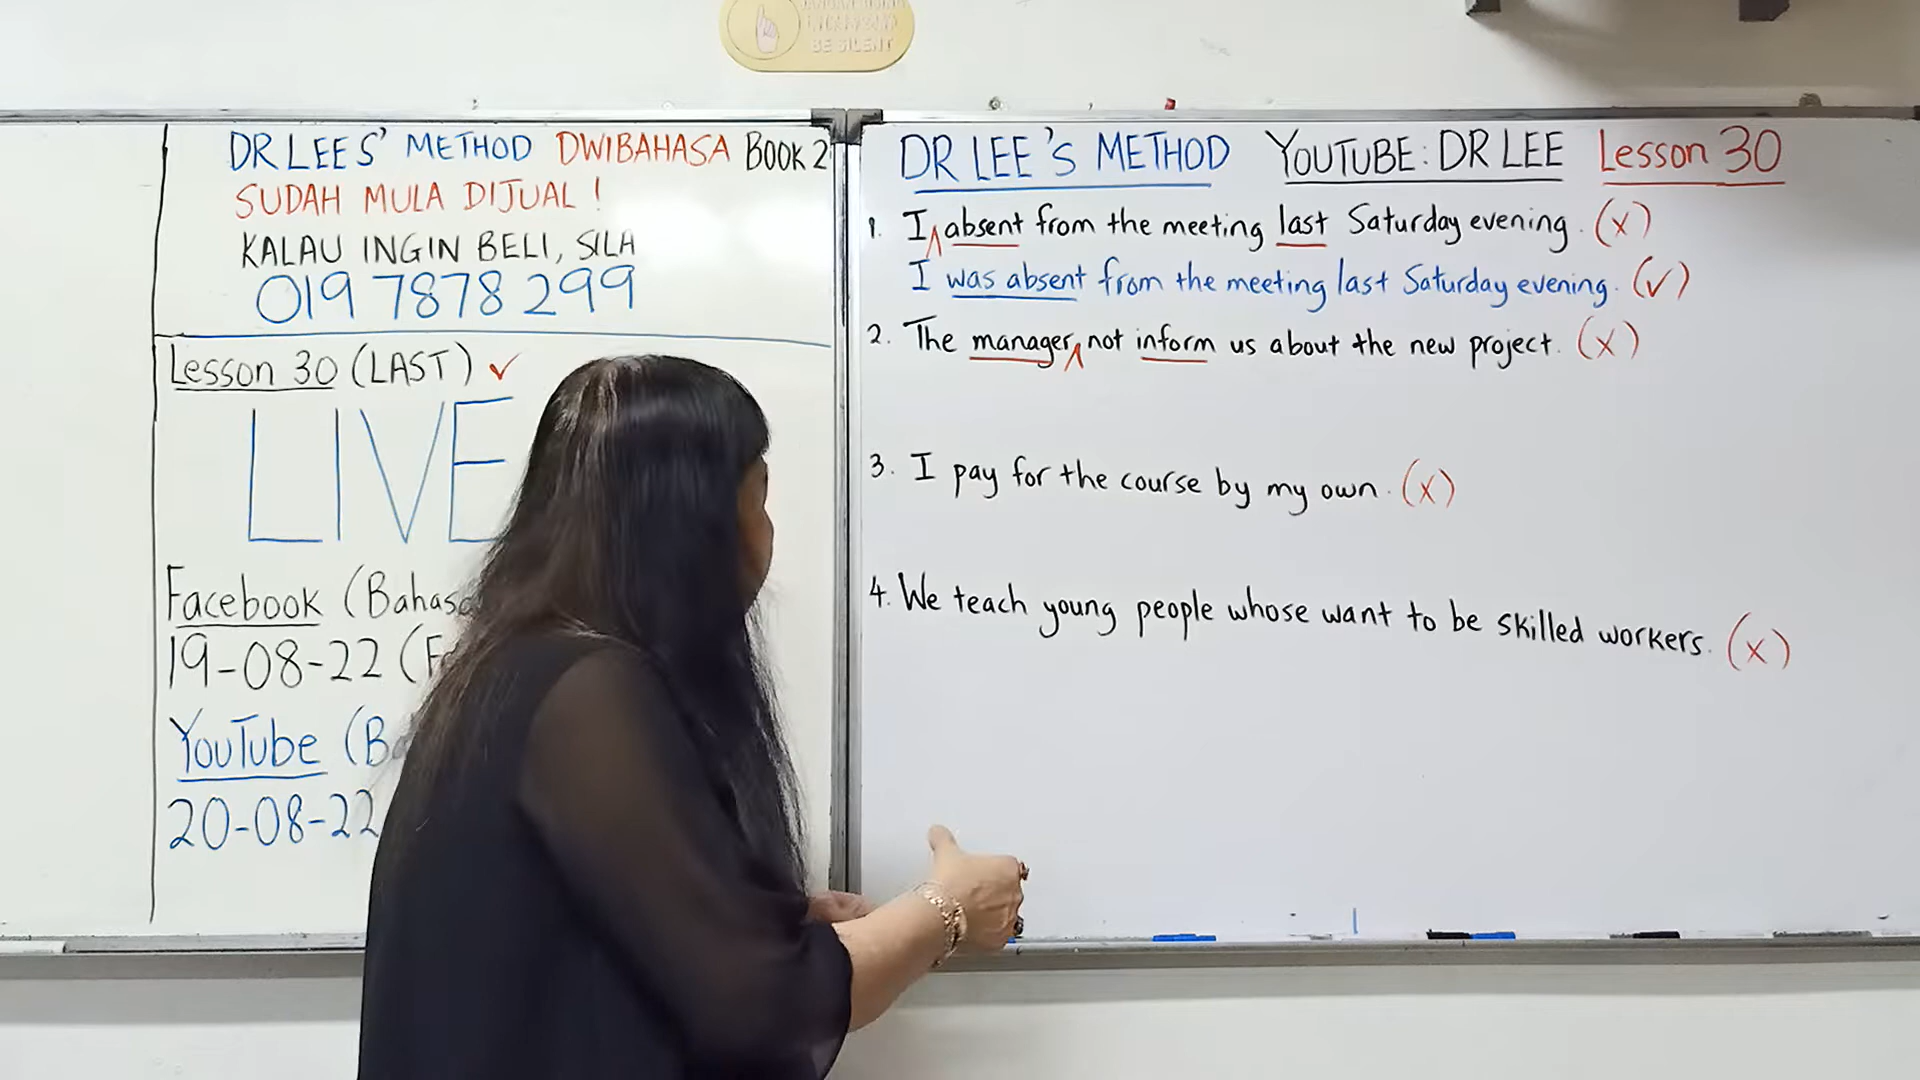 BE SILENT
DR LEE S' METHOD DWIBAHASA BOOK 2
SUDAH MULA DIJUAL !
KALAU INGIN BELI, SILA
019 7878 299
Lesson 30 (LAST) ✓
LIVE
Facebook (Bahasa
19-08-22 (F
YouTube (Ba
20-08-22
DR LEE's METHOD YOUTUBE: DR LEE Lesson 30
1. I ^ absent from the meeting last Saturday evening. (x)
I was absent from the meeting last Saturday evening. (✓)
2. The manager ^ not inform us about the new project. (x)
3. I pay for the course by my own. (x)
4. We teach young people whose want to be skilled workers. (x)